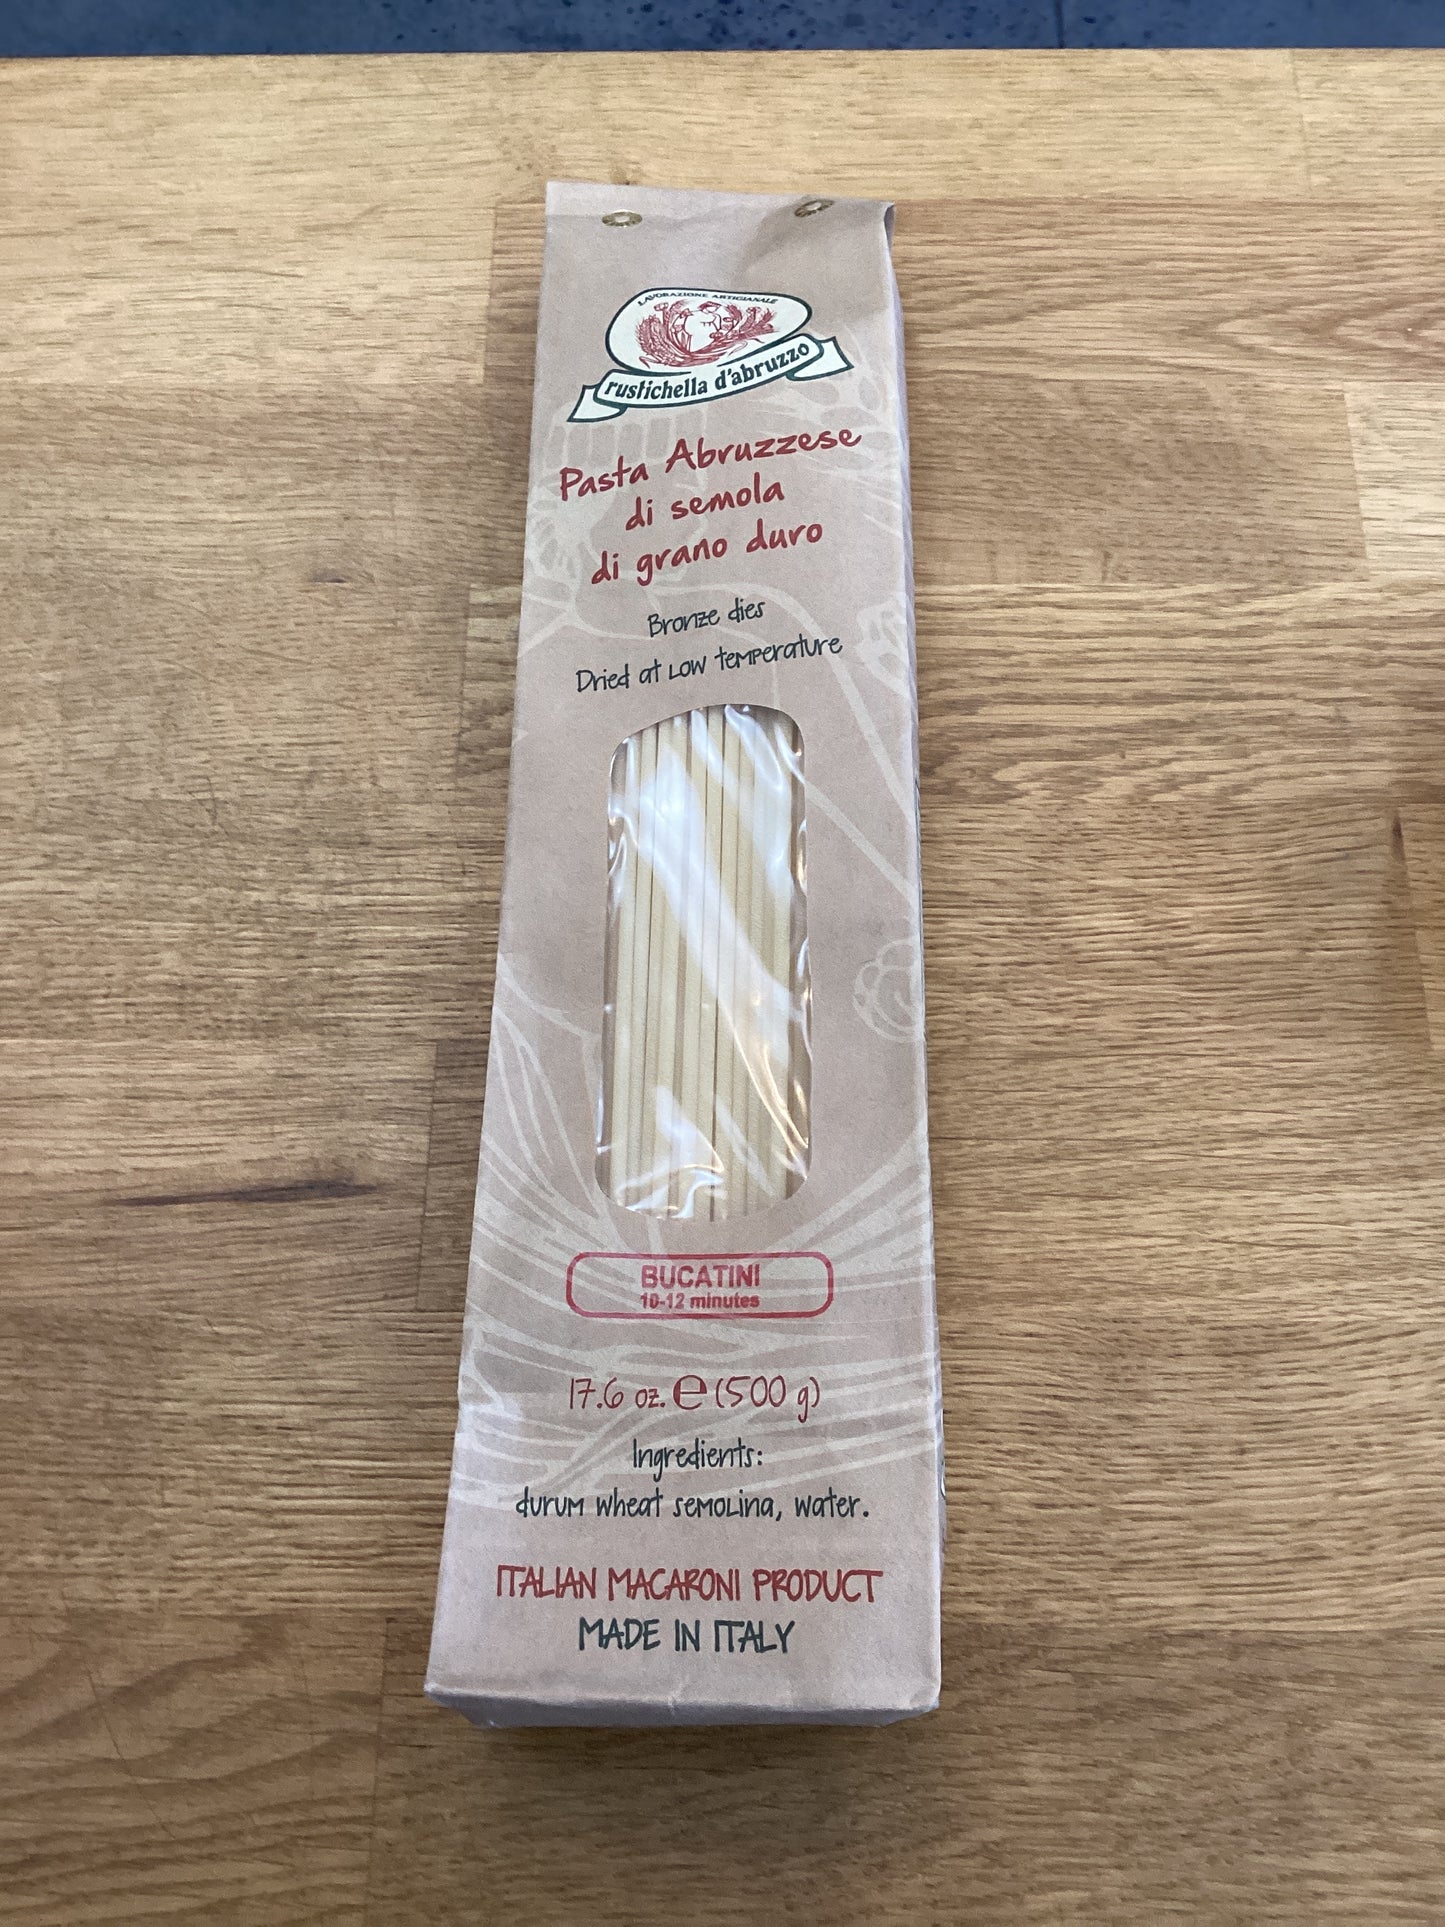 LAVORAZIONE ARTIGIANALE
rustichella d'abruzzo
Pasta Abruzzese
di semola
di grano duro
Bronze dies
Dried at Low temperature
BUCATINI
10-12 minutes
17.6 oz. e (500 g)
Ingredients:
durum wheat semolina, water.
ITALIAN MACARONI PRODUCT
MADE IN ITALY